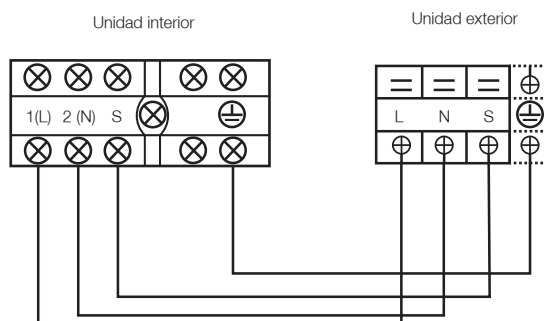 Unidad interior
Unidad exterior
1(L) 2 (N) S
L N S